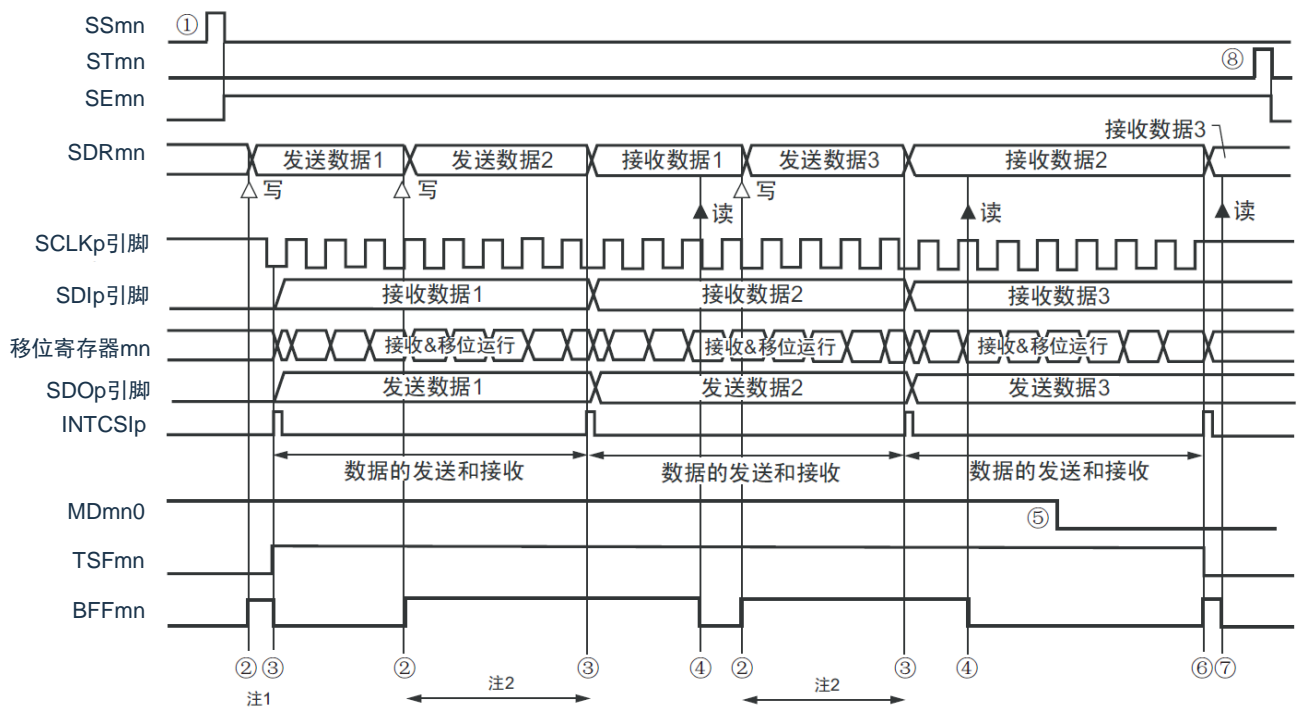 SSmn ①
STmn ⑧
SEmn
接收数据3
SDRmn 发送数据1 发送数据2 接收数据1 发送数据3 接收数据2
写 写 读 写 读 读
SCLKp引脚
SDIp引脚 接收数据1 接收数据2 接收数据3
移位寄存器mn 接收&移位运行 接收&移位运行 接收&移位运行
SDOp引脚 发送数据1 发送数据2 发送数据3
INTCSIp
数据的发送和接收 数据的发送和接收 数据的发送和接收
MDmn0 ⑤
TSFmn
BFFmn
② ③ ② ③ ④ ② ③ ④ ⑥ ⑦
注1 注2 注2